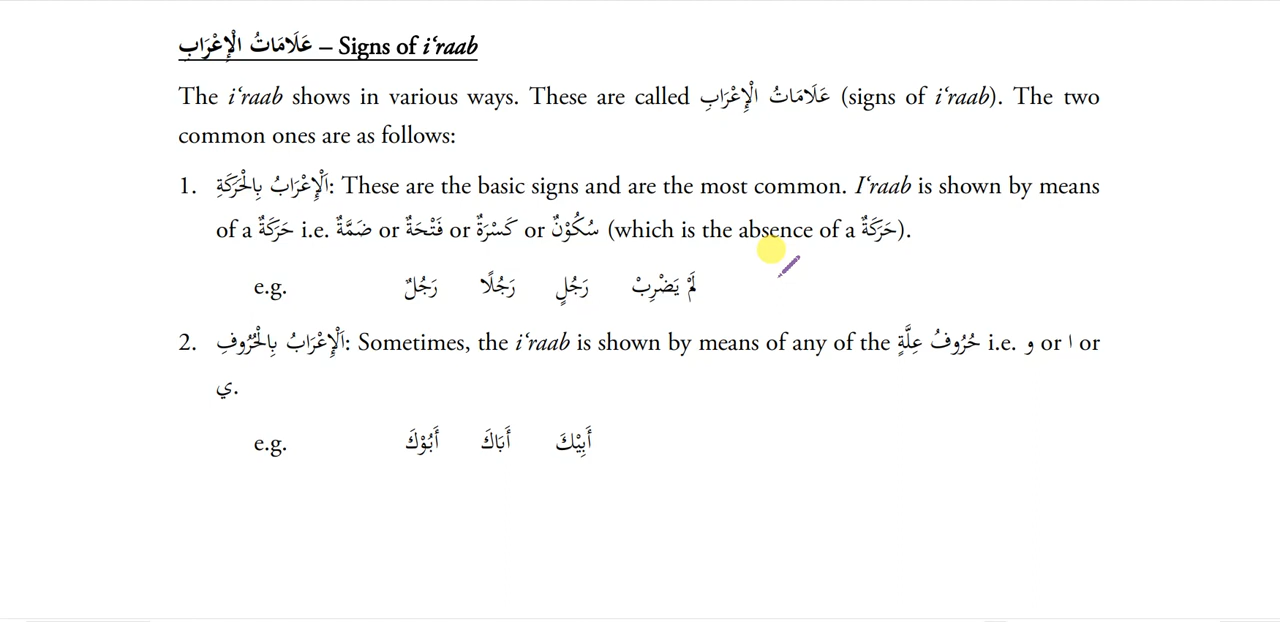 عَلَامَاتُ الْإِعْرَابِ – Signs of i‘raab
The i‘raab shows in various ways. These are called عَلَامَاتُ الْإِعْرَابِ (signs of i‘raab). The two
common ones are as follows:
1. اَلْإِعْرَابُ بِالْحَرَكَةِ: These are the basic signs and are the most common. I‘raab is shown by means
of a حَرَكَةٌ i.e. ضَمَّةٌ or فَتْحَةٌ or كَسْرَةٌ or سُكُوْنٌ (which is the absence of a حَرَكَةٌ).
e.g. رَجُلٌ رَجُلًا رَجُلٍ لَمْ يَضْرِبْ
2. اَلْإِعْرَابُ بِالْحُرُوفِ: Sometimes, the i‘raab is shown by means of any of the حُرُوفُ عِلَّةٍ i.e. و or ا or
ي.
e.g. أَبُوْكَ أَبَاكَ أَبِيْكَ